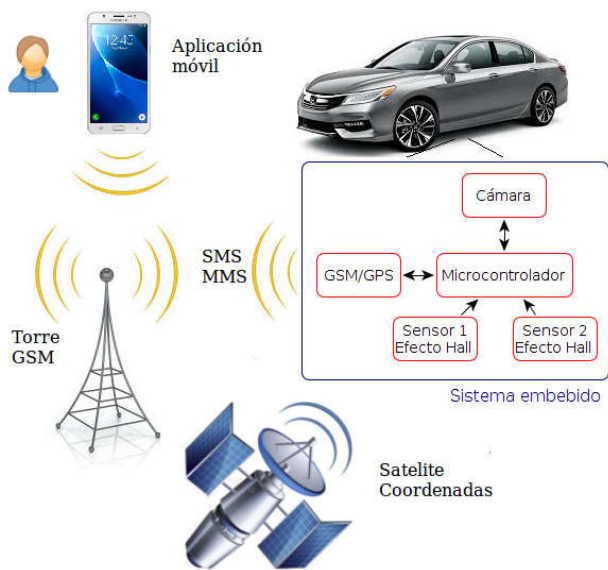 Aplicación
móvil
12:45
Cámara
SMS
MMS
GSM/GPS
Microcontrolador
Torre
GSM
Sensor 1
Efecto Hall
Sensor 2
Efecto Hall
Sistema embebido
Satelite
Coordenadas